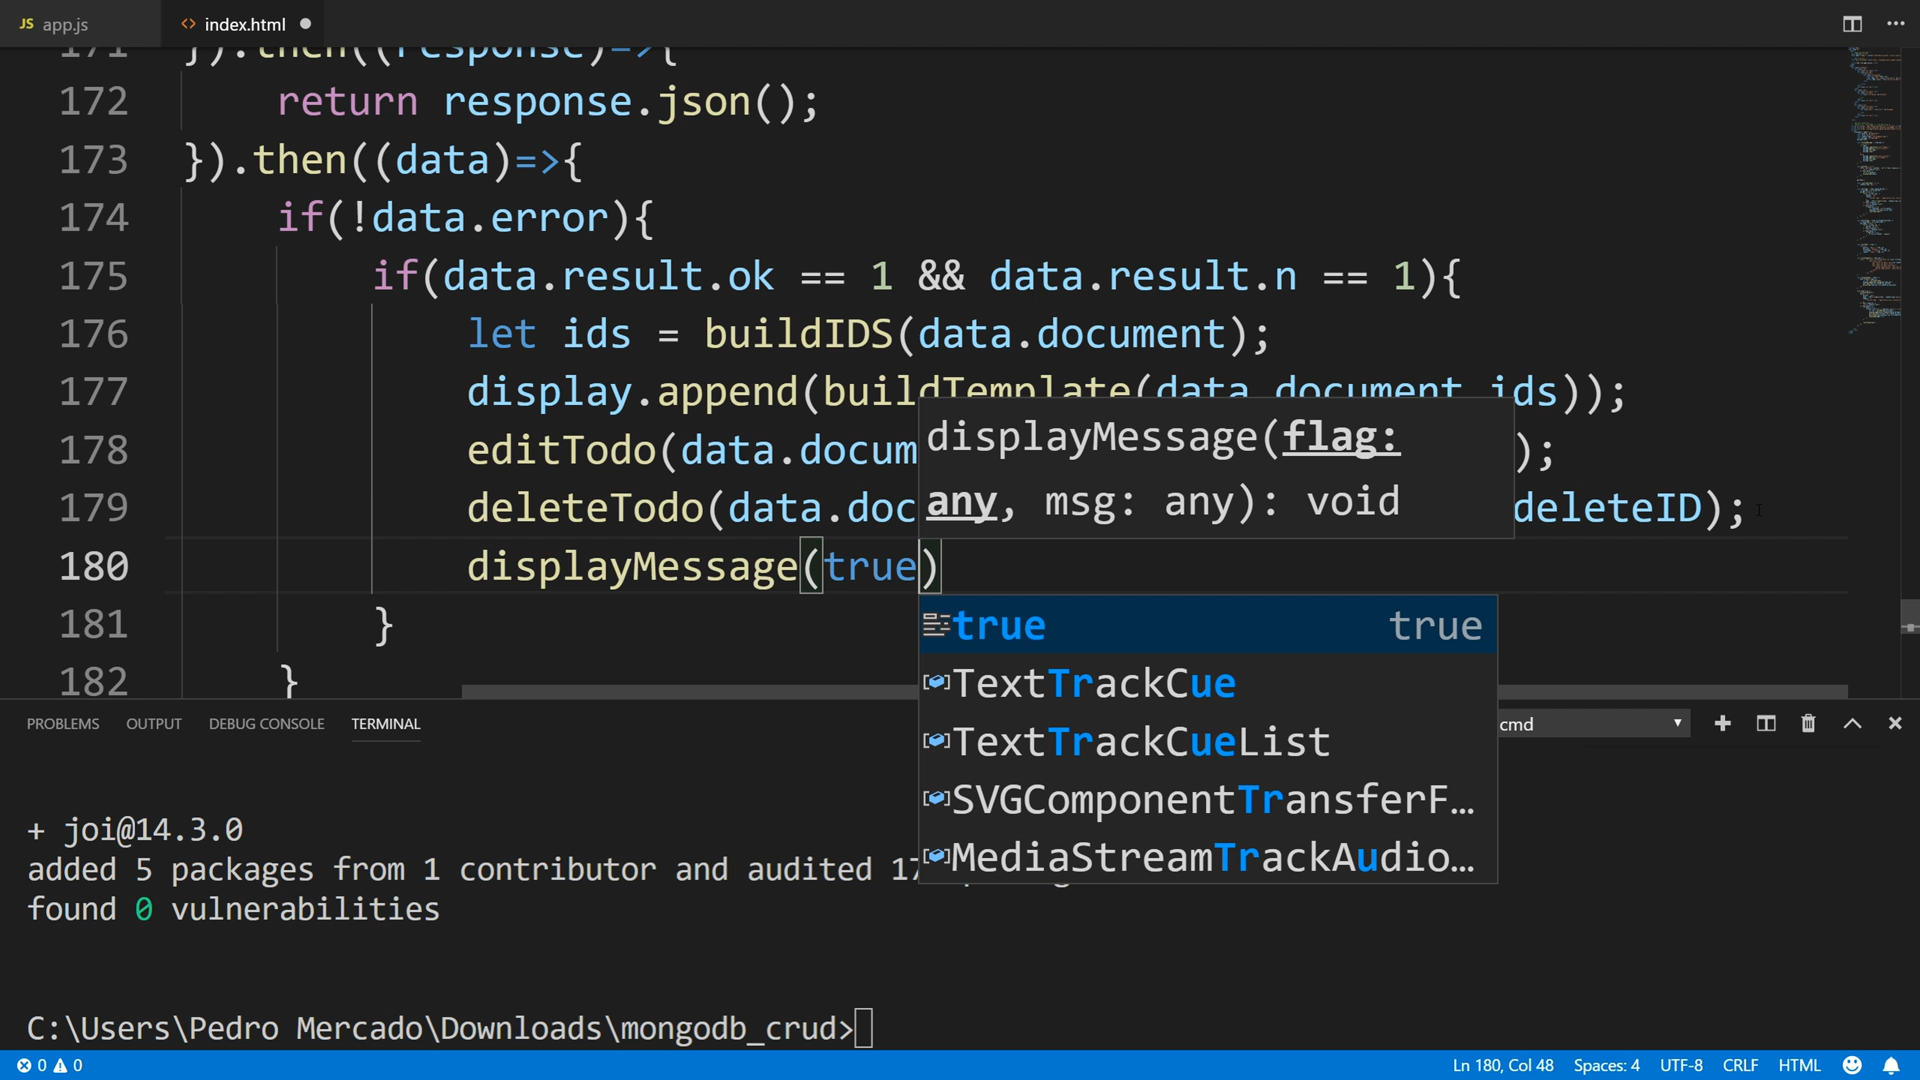 JS app.js
<> index.html
171 }).then((response)=>{
172 return response.json();
173 }).then((data)=>{
174 if(!data.error){
175 if(data.result.ok == 1 && data.result.n == 1){
176 let ids = buildIDS(data.document);
177 display.append(buildTemplate(data.document,ids));
178 editTodo(data.docum );
179 deleteTodo(data.doc deleteID);
180 displayMessage(true)
181 }
182 }
displayMessage(flag:
any, msg: any): void
true true
TextTrackCue
TextTrackCueList
SVGComponentTransferF…
MediaStreamTrackAudio…
PROBLEMS OUTPUT DEBUG CONSOLE TERMINAL
cmd
+ joi@14.3.0
added 5 packages from 1 contributor and audited 17
found 0 vulnerabilities
C:\Users\Pedro Mercado\Downloads\mongodb_crud>
0 0
Ln 180, Col 48 Spaces: 4 UTF-8 CRLF HTML